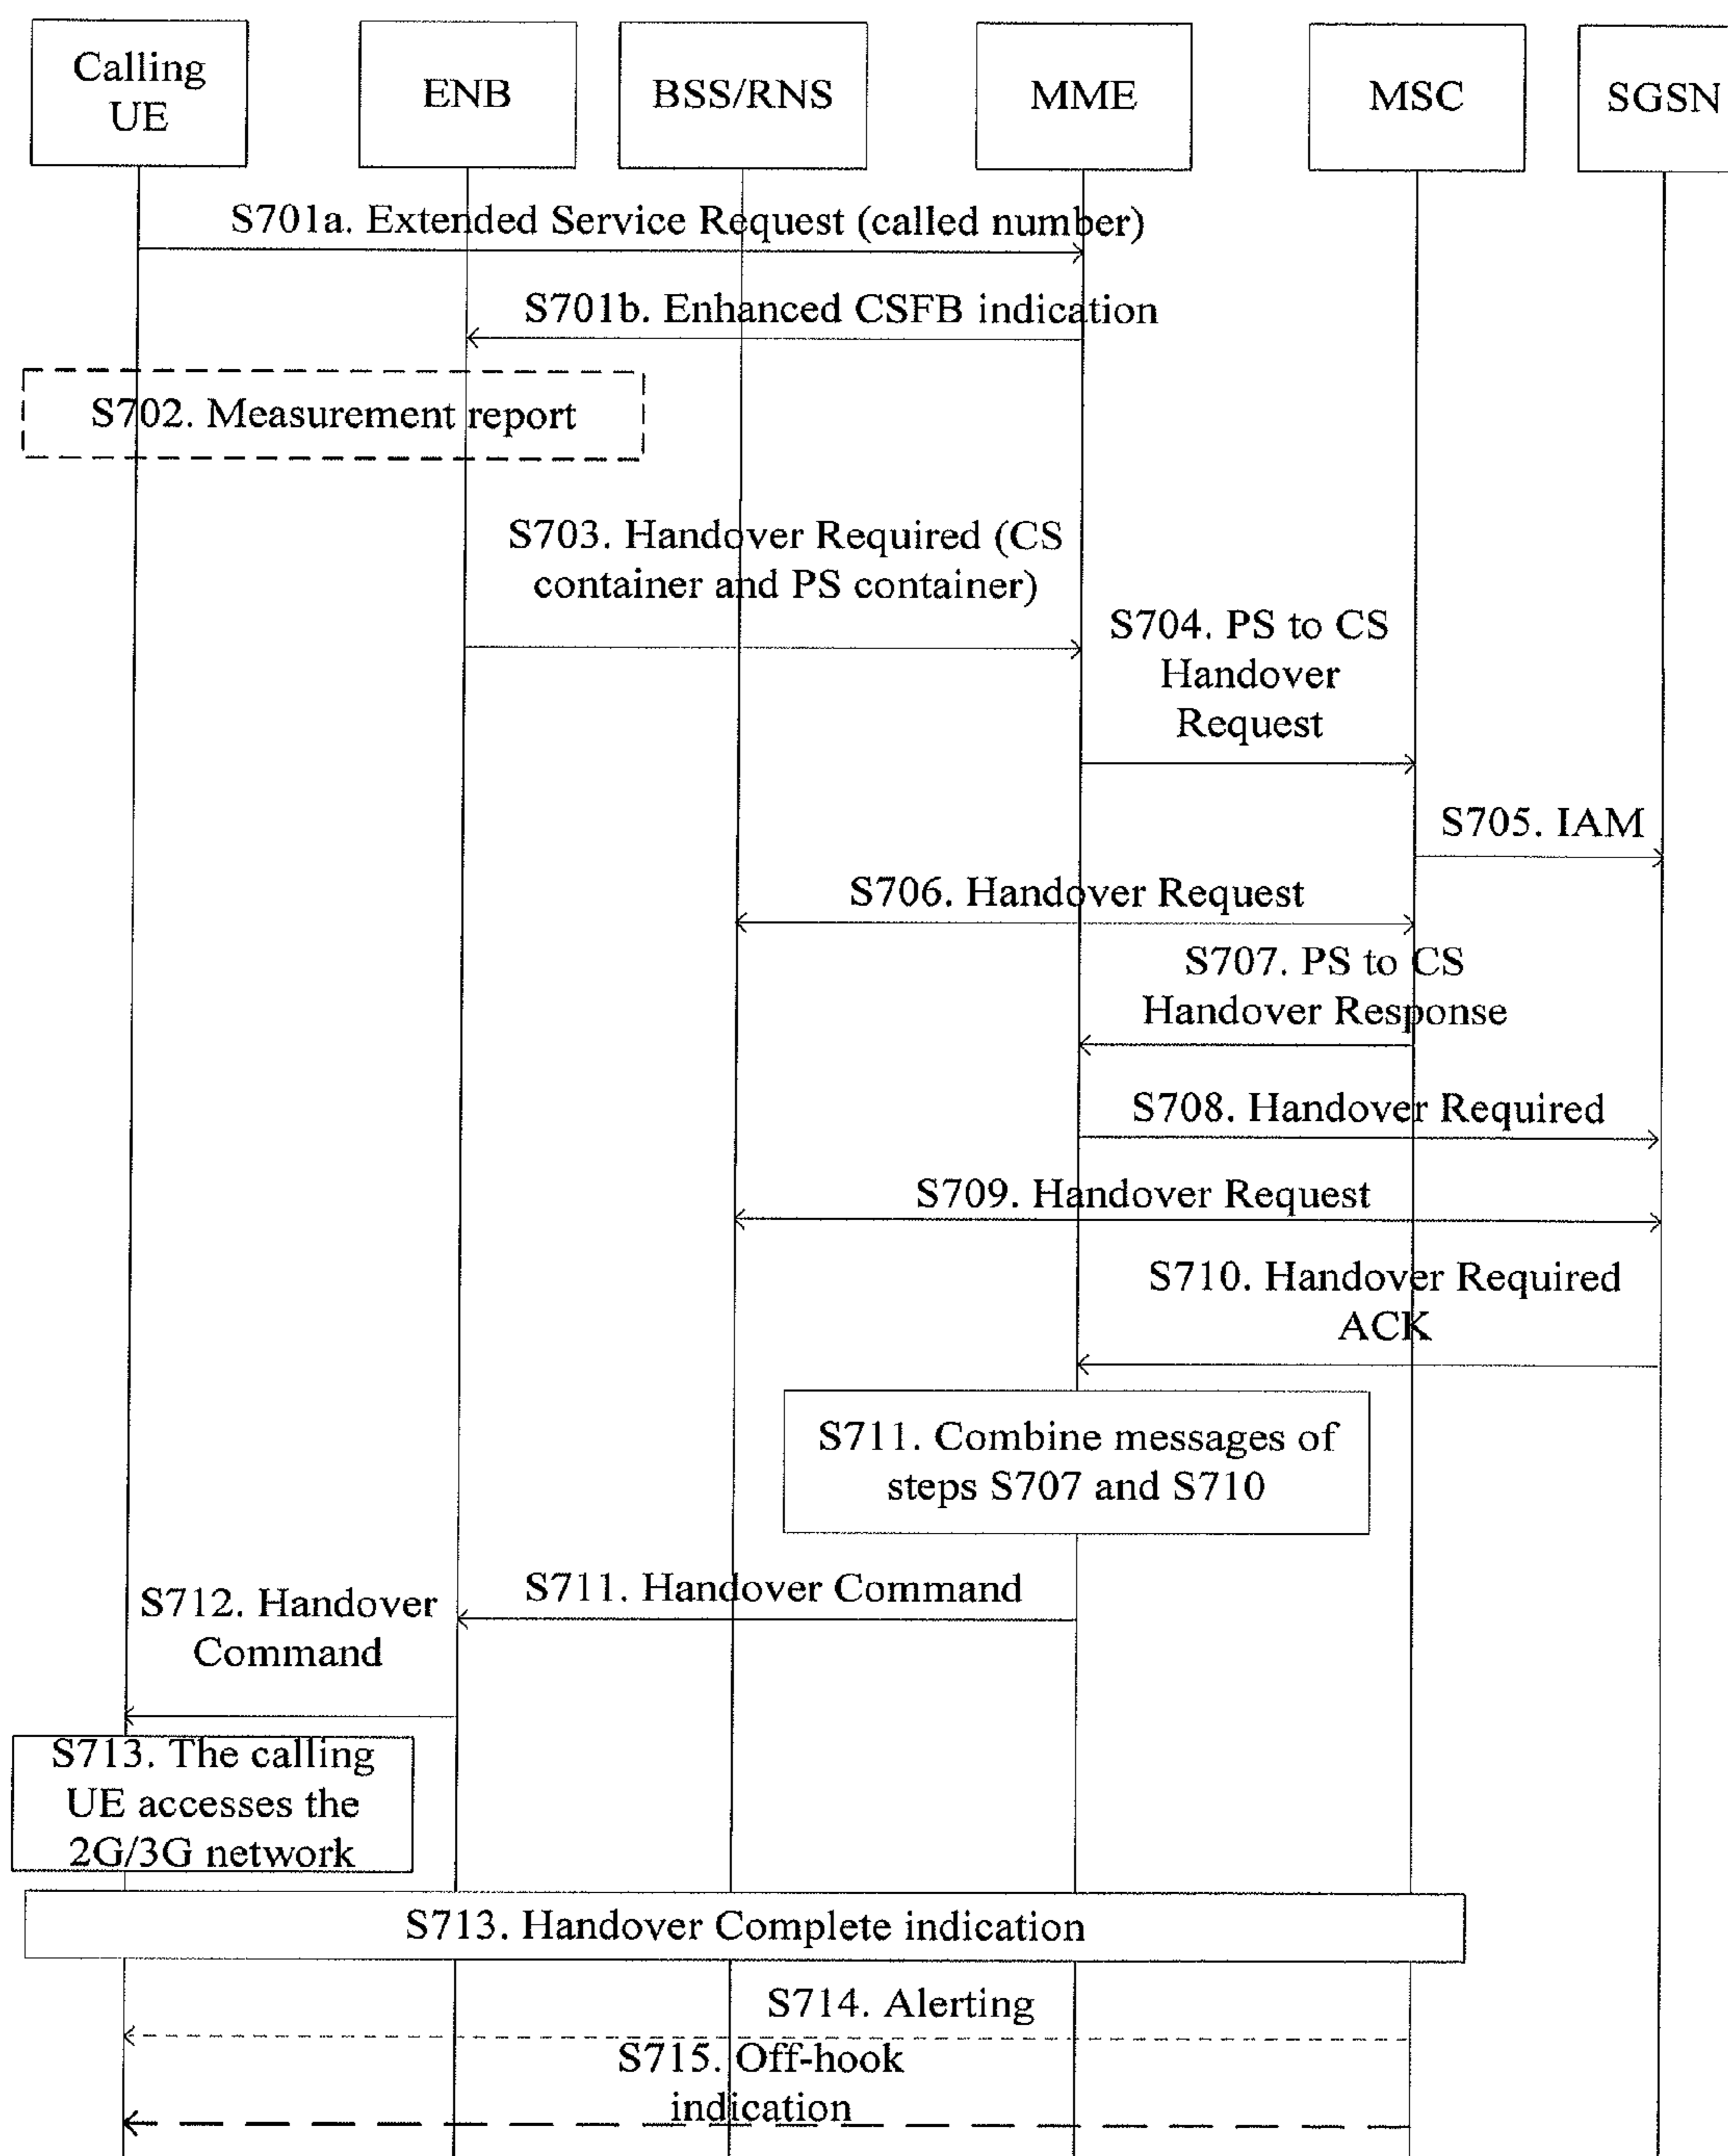 Calling
UE
ENB
BSS/RNS
MME
MSC
SGSN
S701a. Extended Service Request (called number)
S701b. Enhanced CSFB indication
S702. Measurement report
S703. Handover Required (CS
container and PS container)
S704. PS to CS
Handover
Request
S705. IAM
S706. Handover Request
S707. PS to CS
Handover Response
S708. Handover Required
S709. Handover Request
S710. Handover Required
ACK
S711. Combine messages of
steps S707 and S710
S711. Handover Command
S712. Handover
Command
S713. The calling
UE accesses the
2G/3G network
S713. Handover Complete indication
S714. Alerting
S715. Off-hook
indication